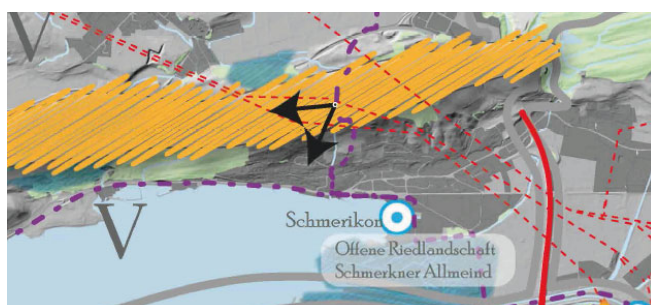 V
Schmerikon
V
Offene Riedlandschaft
Schmerkner Allmeind